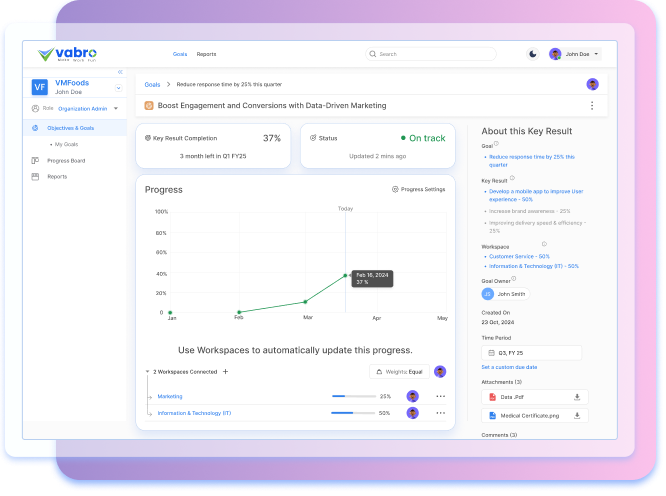 vabro
More Work Fun
Goals
Reports
Search
John Doe
VF
VMFoods
John Doe
Role
Organization Admin
Objectives & Goals
• My Goals
Progress Board
Reports
Goals > Reduce response time by 25% this quarter
Boost Engagement and Conversions with Data-Driven Marketing
Key Result Completion
37%
3 month left in Q1 FY25
Status
On track
Updated 2 mins ago
Progress
Progress Settings
Today
100%
80%
60%
40%
20%
0
Feb 16, 2024
37 %
Jan
Feb
Mar
Apr
May
Use Workspaces to automatically update this progress.
2 Workspaces Connected +
Weights: Equal
Marketing
25%
Information & Technology (IT)
50%
About this Key Result
Goal
• Reduce response time by 25% this
quarter
Key Result
• Develop a mobile app to improve User
experience - 50%
• Increase brand awareness - 25%
• Improving delivery speed & efficiency -
25%
Workspace
• Customer Service - 50%
• Information & Technology (IT) - 50%
Goal Owner
JS
John Smith
Created On
23 Oct, 2024
Time Period
Q3, FY 25
Set a custom due date
Attachments (3)
Data .Pdf
Medical Certificate.png
Comments (3)